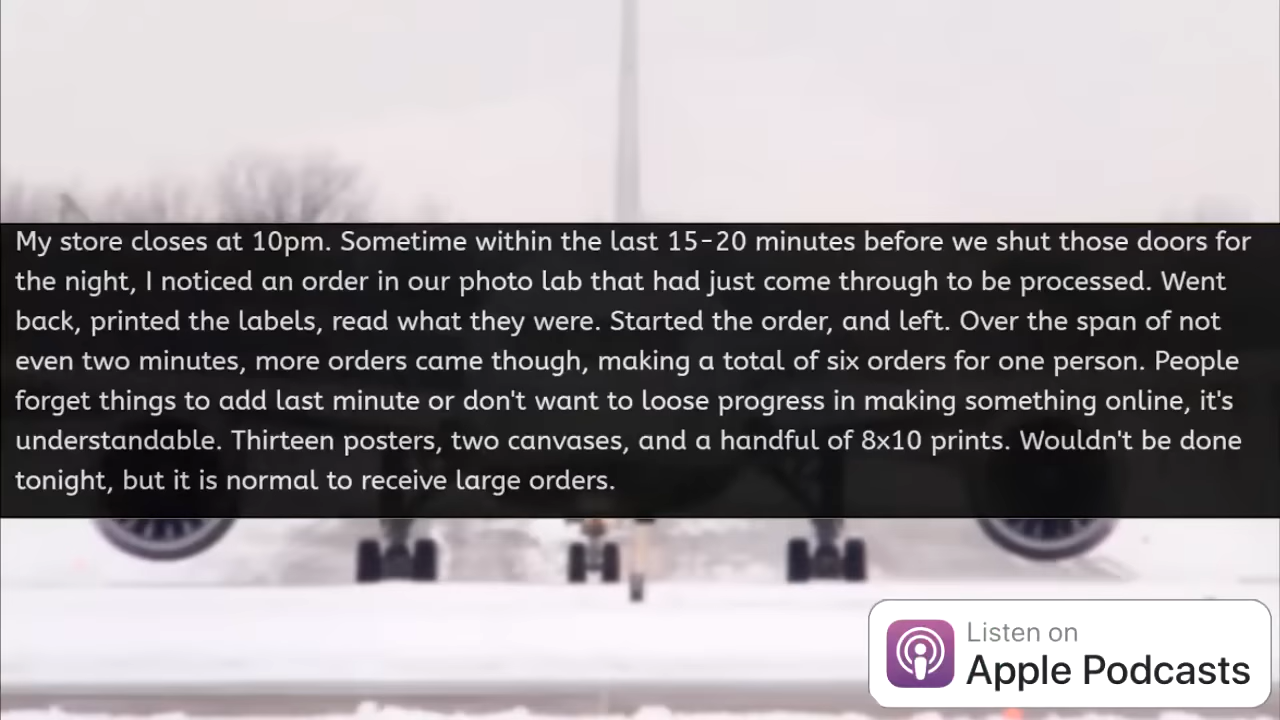 My store closes at 10pm. Sometime within the last 15-20 minutes before we shut those doors for
the night, I noticed an order in our photo lab that had just come through to be processed. Went
back, printed the labels, read what they were. Started the order, and left. Over the span of not
even two minutes, more orders came though, making a total of six orders for one person. People
forget things to add last minute or don't want to loose progress in making something online, it's
understandable. Thirteen posters, two canvases, and a handful of 8x10 prints. Wouldn't be done
tonight, but it is normal to receive large orders.
Listen on
Apple Podcasts